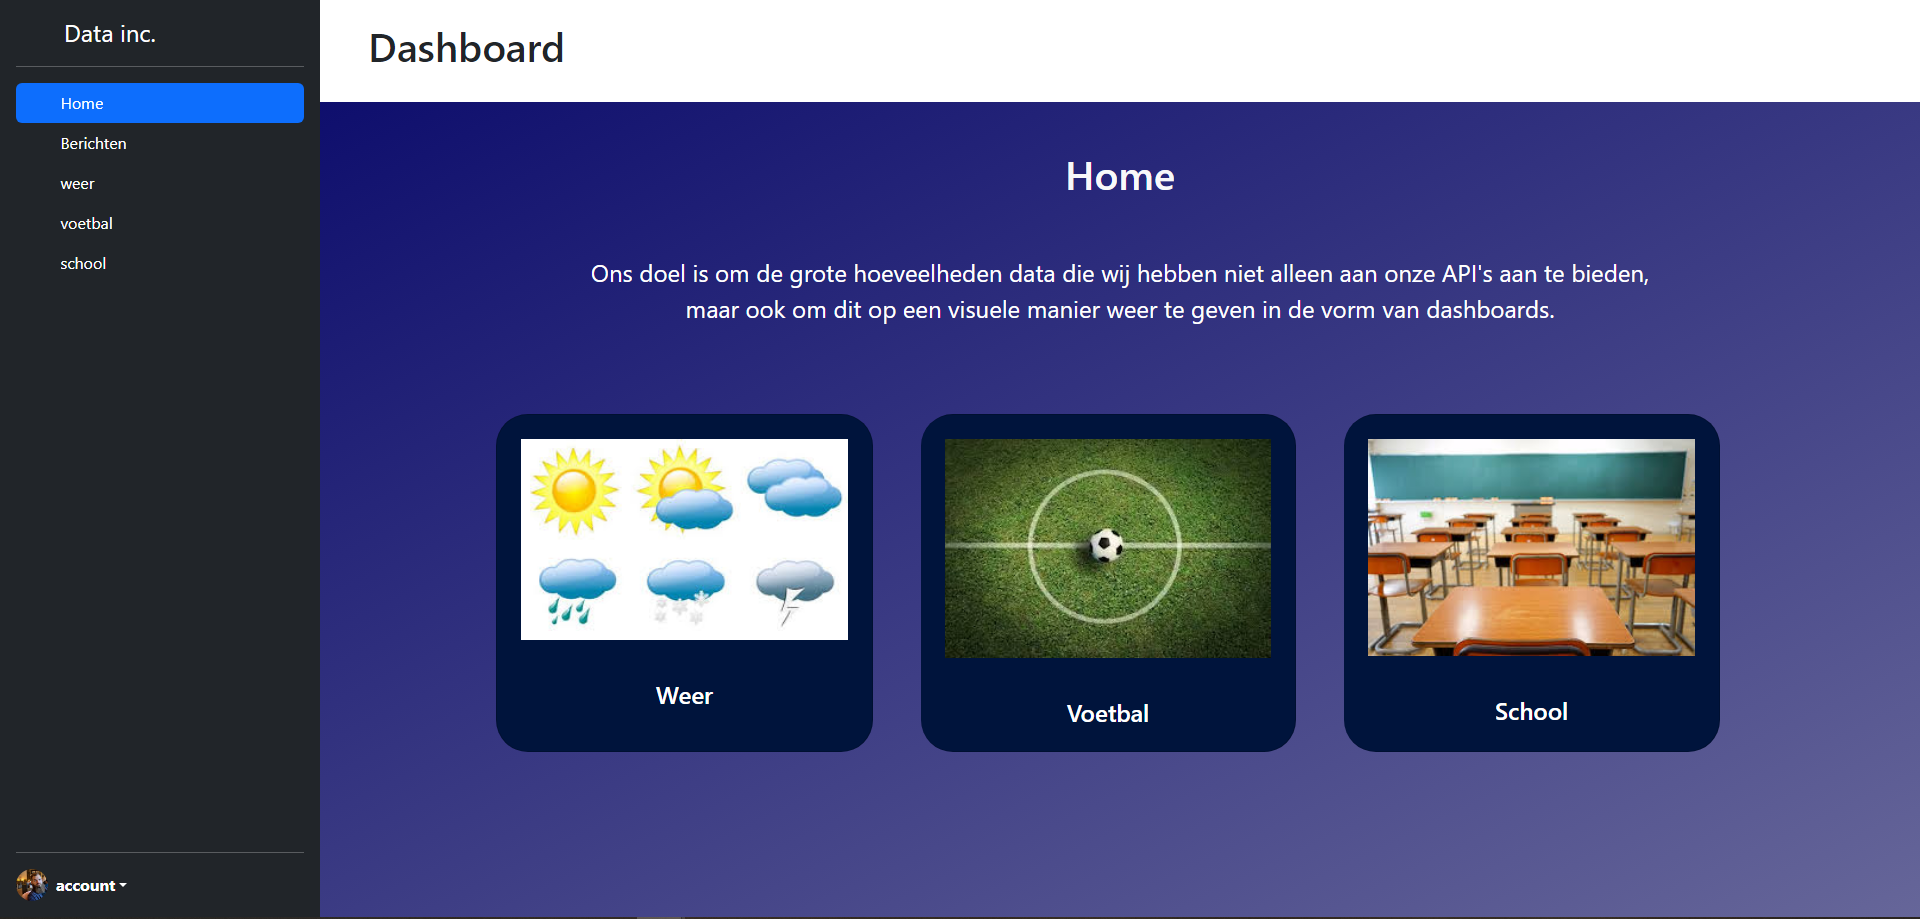 Data inc.
Home
Berichten
weer
voetbal
school
account
Dashboard
Home
Ons doel is om de grote hoeveelheden data die wij hebben niet alleen aan onze API's aan te bieden,
maar ook om dit op een visuele manier weer te geven in de vorm van dashboards.
Weer
Voetbal
School